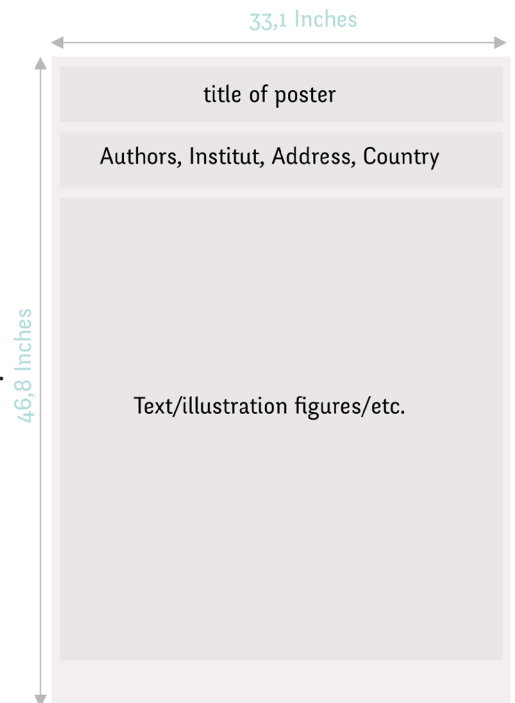 33,1 Inches
title of poster
Authors, Institut, Address, Country
46,8 Inches
Text/illustration figures/etc.